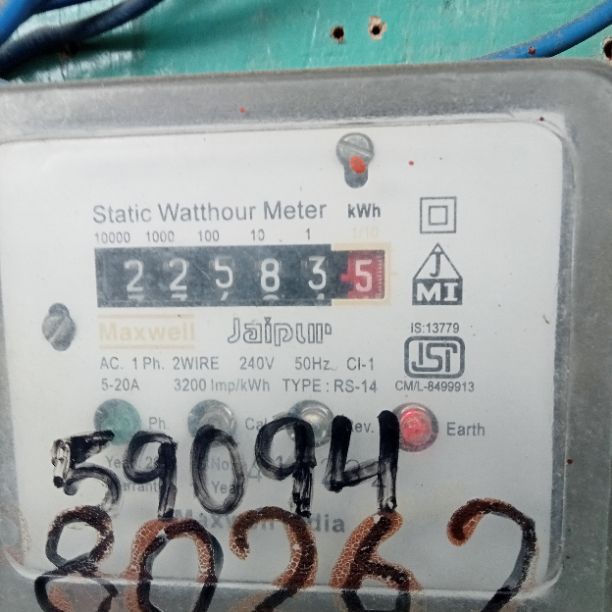 Static Watthour Meter kWh
10000 1000 100 10 1 1/10
2 2 5 8 3 5
Maxwell Jaipur
J
MI
IS:13779
ISI
CM/L-8499913
AC. 1 Ph. 2WIRE 240V 50Hz. Cl-1
5-20A 3200 Imp/kWh TYPE : RS-14
Ph. Cal Rev. Earth
59094
80262